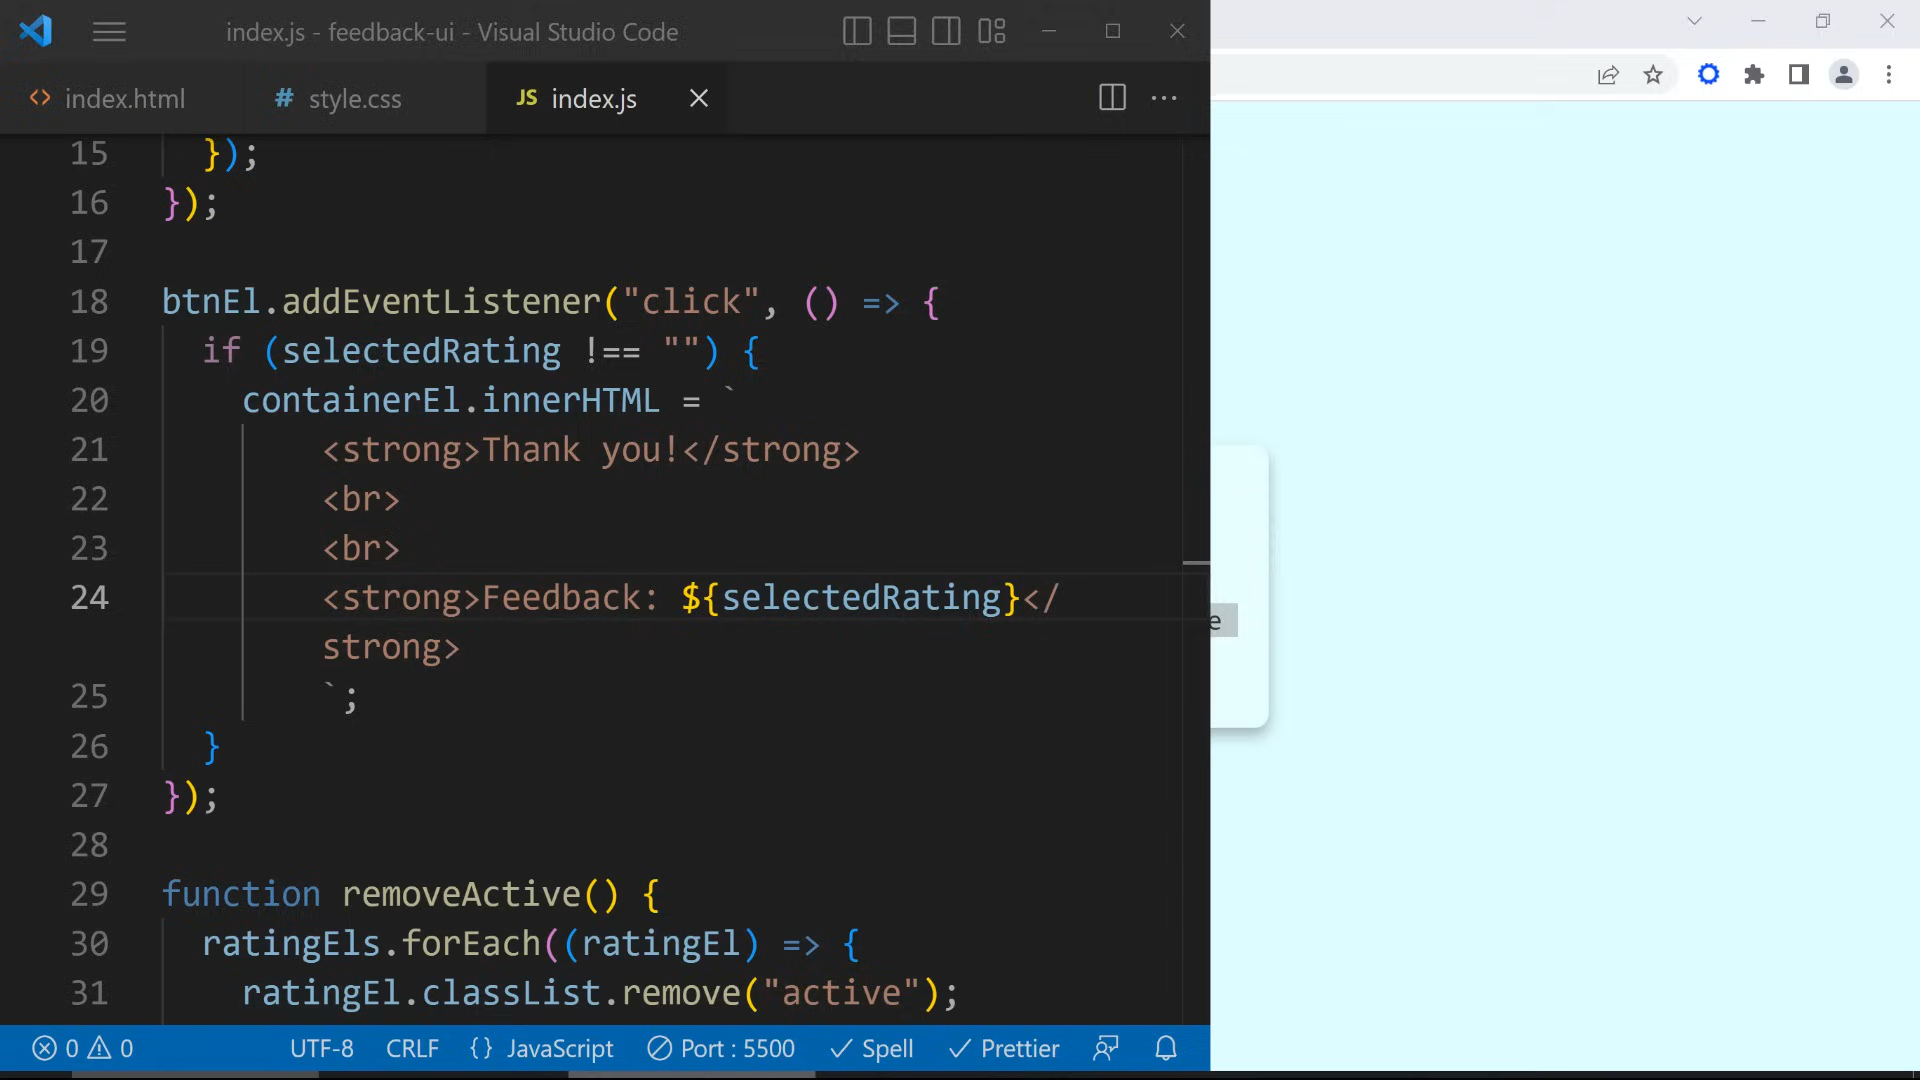 index.js - feedback-ui - Visual Studio Code
<> index.html # style.css JS index.js
15 });
16 });
17
18 btnEl.addEventListener("click", () => {
19 if (selectedRating !== "") {
20 containerEl.innerHTML = `
21 <strong>Thank you!</strong>
22 <br>
23 <br>
24 <strong>Feedback: ${selectedRating}</
strong>
25 `;
26 }
27 });
28
29 function removeActive() {
30 ratingEls.forEach((ratingEl) => {
31 ratingEl.classList.remove("active");
e
0 0 UTF-8 CRLF {} JavaScript Port : 5500 Spell Prettier